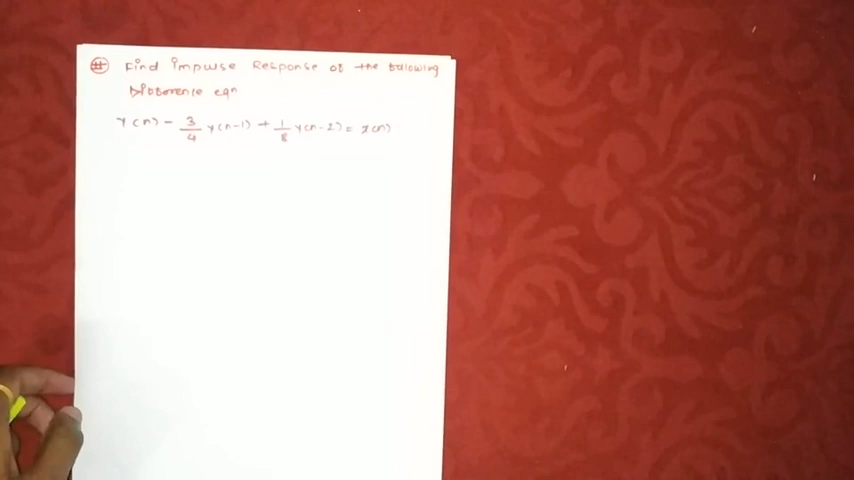 # Find impulse Response of the following
Difference eqn
y(n) - 3/4 y(n-1) + 1/8 y(n-2) = x(n)